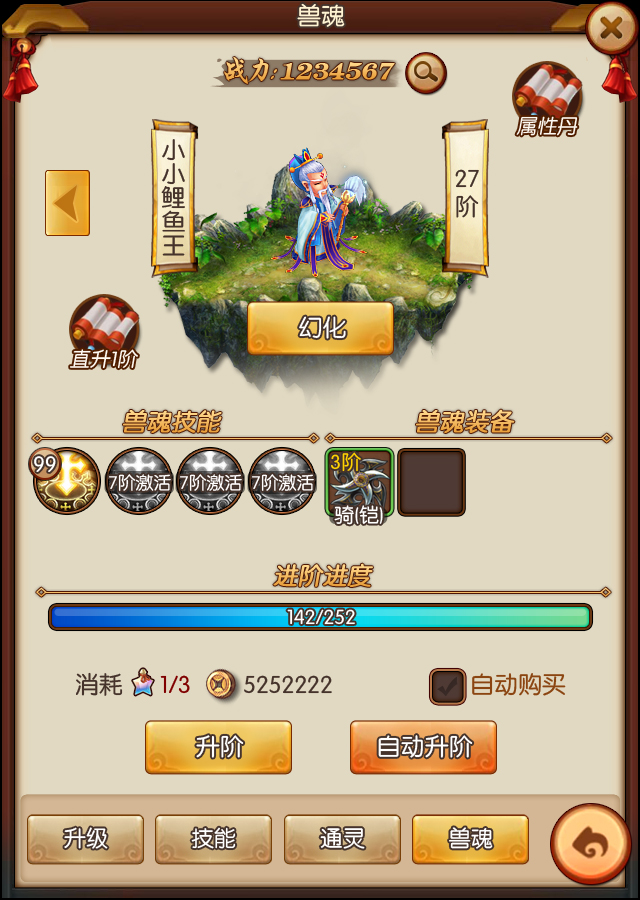 兽魂
战力:1234567
属性丹
小小鲤鱼王
27阶
幻化
直升1阶
兽魂技能
兽魂装备
99
7阶激活
7阶激活
7阶激活
3阶
骑(铠)
进阶进度
142/252
消耗 1/3 5252222 自动购买
升阶 自动升阶
升级 技能 通灵 兽魂